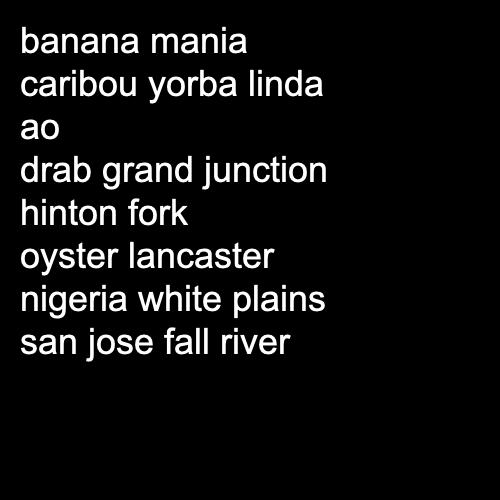 banana mania
caribou yorba linda
ao
drab grand junction
hinton fork
oyster lancaster
nigeria white plains
san jose fall river